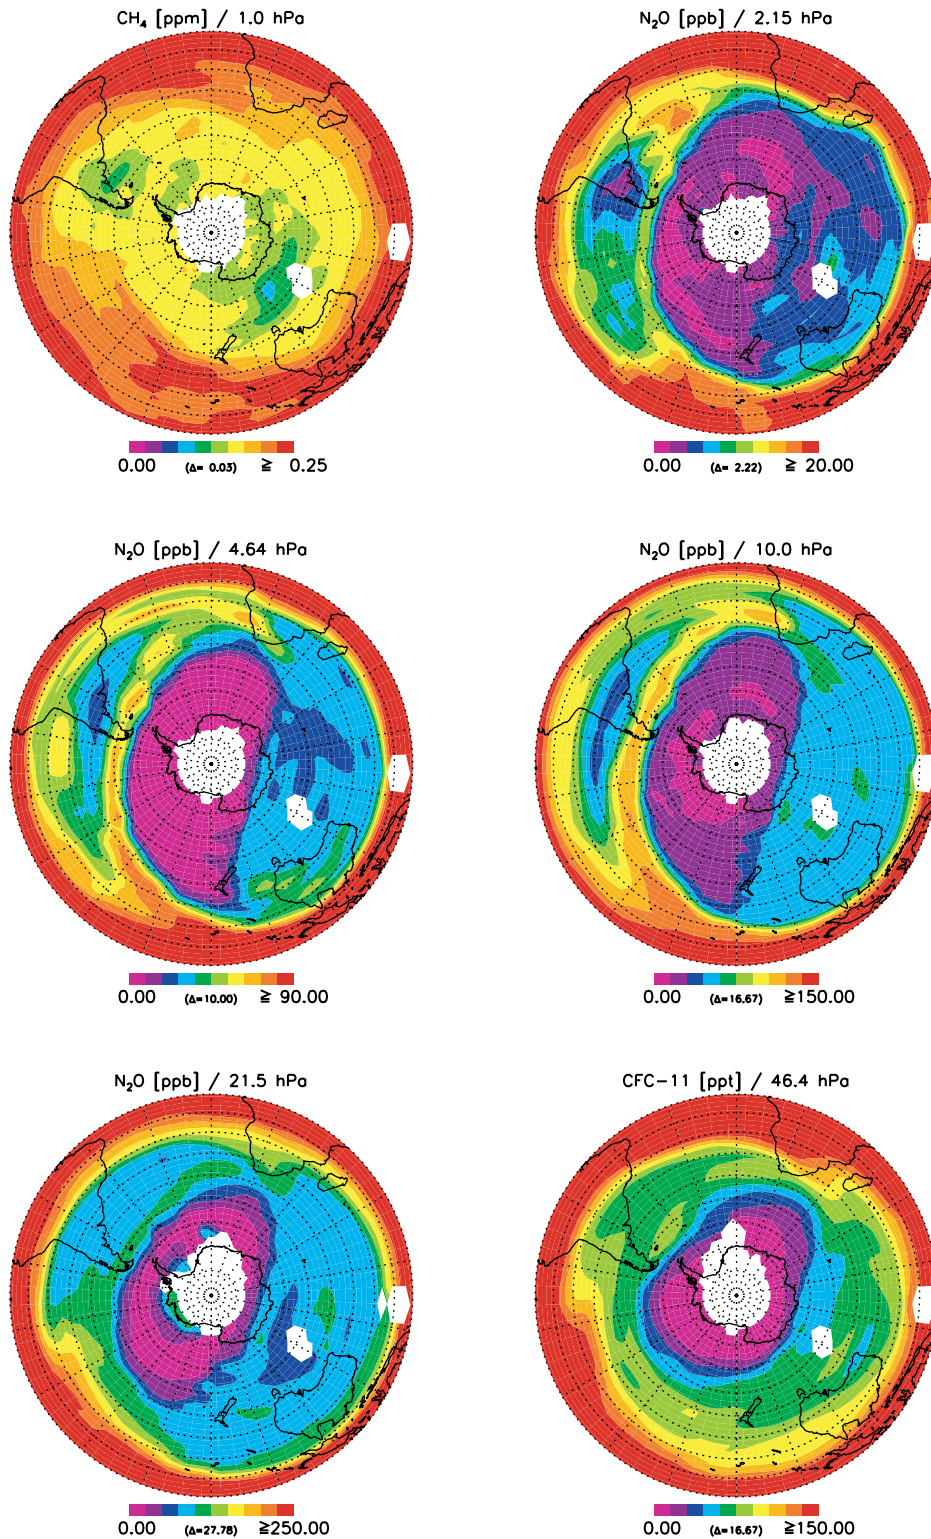 CH₄ [ppm] / 1.0 hPa
N₂O [ppb] / 2.15 hPa
0.00 (Δ= 0.03) ≧ 0.25
0.00 (Δ= 2.22) ≧ 20.00
N₂O [ppb] / 4.64 hPa
N₂O [ppb] / 10.0 hPa
0.00 (Δ=10.00) ≧ 90.00
0.00 (Δ=16.67) ≧150.00
N₂O [ppb] / 21.5 hPa
CFC-11 [ppt] / 46.4 hPa
0.00 (Δ=27.78) ≧250.00
0.00 (Δ=16.67) ≧150.00